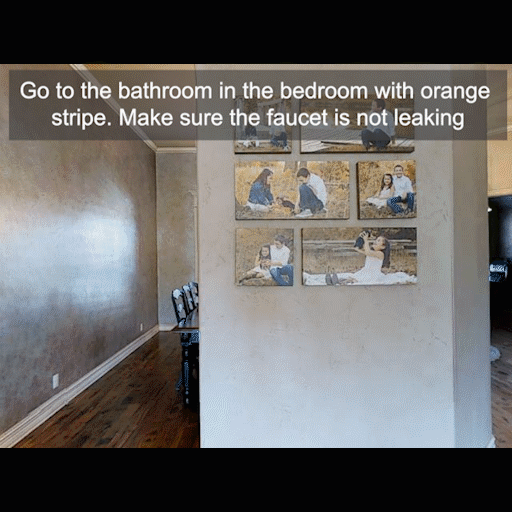 Go to the bathroom in the bedroom with orange
stripe. Make sure the faucet is not leaking